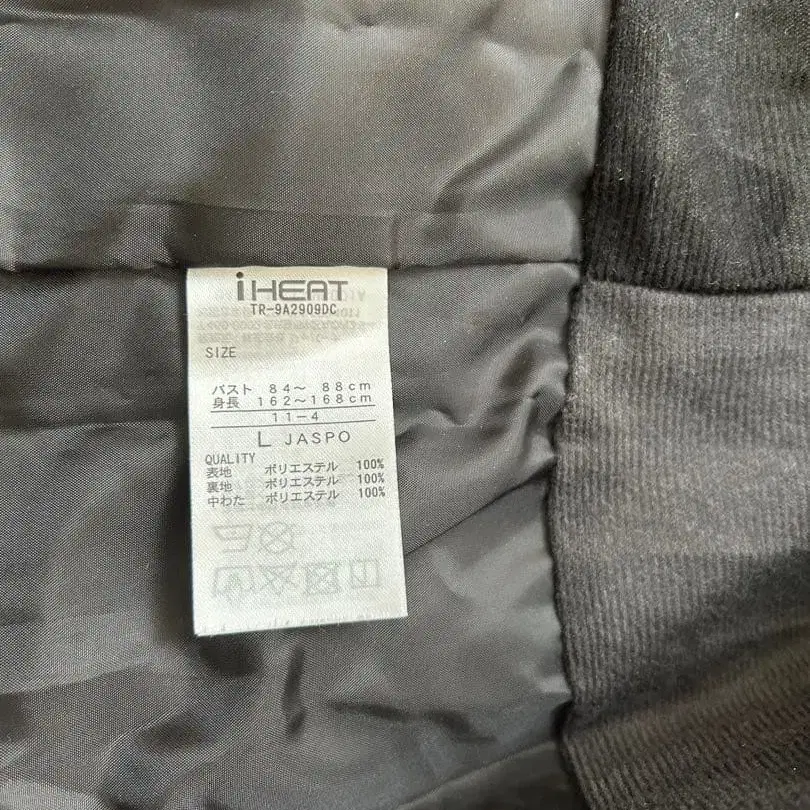 iHEAT
TR-9A2909DC
SIZE
バスト 84〜 88cm
身長 162〜168cm
11-4
L JASPO
QUALITY
表地 ポリエステル 100%
裏地 ポリエステル 100%
中わた ポリエステル 100%